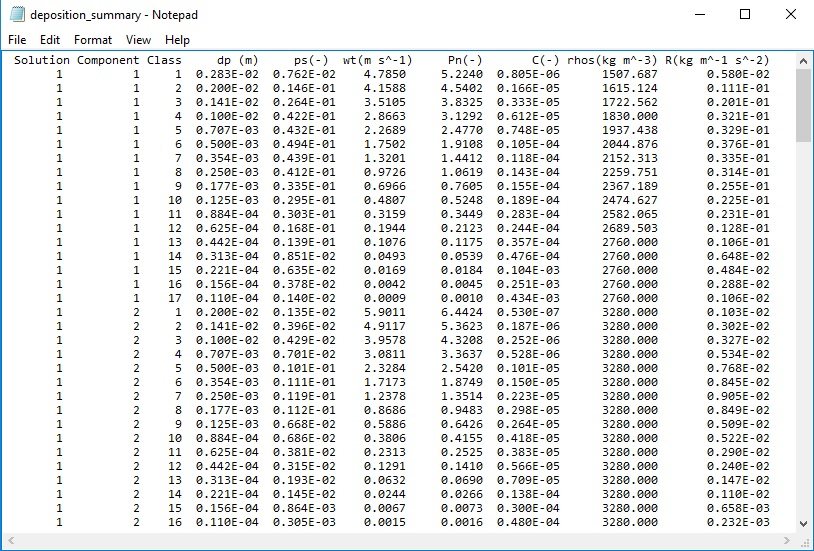 deposition_summary - Notepad
File Edit Format View Help
Solution Component Class dp (m) ps(-) wt(m s^-1) Pn(-) C(-) rhos(kg m^-3) R(kg m^-1 s^-2)
1 1 1 0.283E-02 0.762E-02 4.7850 5.2240 0.805E-06 1507.687 0.580E-02
1 1 2 0.200E-02 0.146E-01 4.1588 4.5402 0.166E-05 1615.124 0.111E-01
1 1 3 0.141E-02 0.264E-01 3.5105 3.8325 0.333E-05 1722.562 0.201E-01
1 1 4 0.100E-02 0.422E-01 2.8663 3.1292 0.612E-05 1830.000 0.321E-01
1 1 5 0.707E-03 0.432E-01 2.2689 2.4770 0.748E-05 1937.438 0.329E-01
1 1 6 0.500E-03 0.494E-01 1.7502 1.9108 0.105E-04 2044.876 0.376E-01
1 1 7 0.354E-03 0.439E-01 1.3201 1.4412 0.118E-04 2152.313 0.335E-01
1 1 8 0.250E-03 0.412E-01 0.9726 1.0619 0.143E-04 2259.751 0.314E-01
1 1 9 0.177E-03 0.335E-01 0.6966 0.7605 0.155E-04 2367.189 0.255E-01
1 1 10 0.125E-03 0.295E-01 0.4807 0.5248 0.189E-04 2474.627 0.225E-01
1 1 11 0.884E-04 0.303E-01 0.3159 0.3449 0.283E-04 2582.065 0.231E-01
1 1 12 0.625E-04 0.168E-01 0.1944 0.2123 0.244E-04 2689.503 0.128E-01
1 1 13 0.442E-04 0.139E-01 0.1076 0.1175 0.357E-04 2760.000 0.106E-01
1 1 14 0.313E-04 0.851E-02 0.0493 0.0539 0.476E-04 2760.000 0.648E-02
1 1 15 0.221E-04 0.635E-02 0.0169 0.0184 0.104E-03 2760.000 0.484E-02
1 1 16 0.156E-04 0.378E-02 0.0042 0.0045 0.251E-03 2760.000 0.288E-02
1 1 17 0.110E-04 0.140E-02 0.0009 0.0010 0.434E-03 2760.000 0.106E-02
1 2 1 0.200E-02 0.135E-02 5.9011 6.4424 0.530E-07 3280.000 0.103E-02
1 2 2 0.141E-02 0.396E-02 4.9117 5.3623 0.187E-06 3280.000 0.302E-02
1 2 3 0.100E-02 0.429E-02 3.9578 4.3208 0.252E-06 3280.000 0.327E-02
1 2 4 0.707E-03 0.701E-02 3.0811 3.3637 0.528E-06 3280.000 0.534E-02
1 2 5 0.500E-03 0.101E-01 2.3284 2.5420 0.101E-05 3280.000 0.768E-02
1 2 6 0.354E-03 0.111E-01 1.7173 1.8749 0.150E-05 3280.000 0.845E-02
1 2 7 0.250E-03 0.119E-01 1.2378 1.3514 0.223E-05 3280.000 0.905E-02
1 2 8 0.177E-03 0.112E-01 0.8686 0.9483 0.298E-05 3280.000 0.849E-02
1 2 9 0.125E-03 0.668E-02 0.5886 0.6426 0.264E-05 3280.000 0.509E-02
1 2 10 0.884E-04 0.686E-02 0.3806 0.4155 0.418E-05 3280.000 0.522E-02
1 2 11 0.625E-04 0.381E-02 0.2313 0.2525 0.383E-05 3280.000 0.290E-02
1 2 12 0.442E-04 0.315E-02 0.1291 0.1410 0.566E-05 3280.000 0.240E-02
1 2 13 0.313E-04 0.193E-02 0.0632 0.0690 0.709E-05 3280.000 0.147E-02
1 2 14 0.221E-04 0.145E-02 0.0244 0.0266 0.138E-04 3280.000 0.110E-02
1 2 15 0.156E-04 0.864E-03 0.0067 0.0073 0.300E-04 3280.000 0.658E-03
1 2 16 0.110E-04 0.305E-03 0.0015 0.0016 0.480E-04 3280.000 0.232E-03